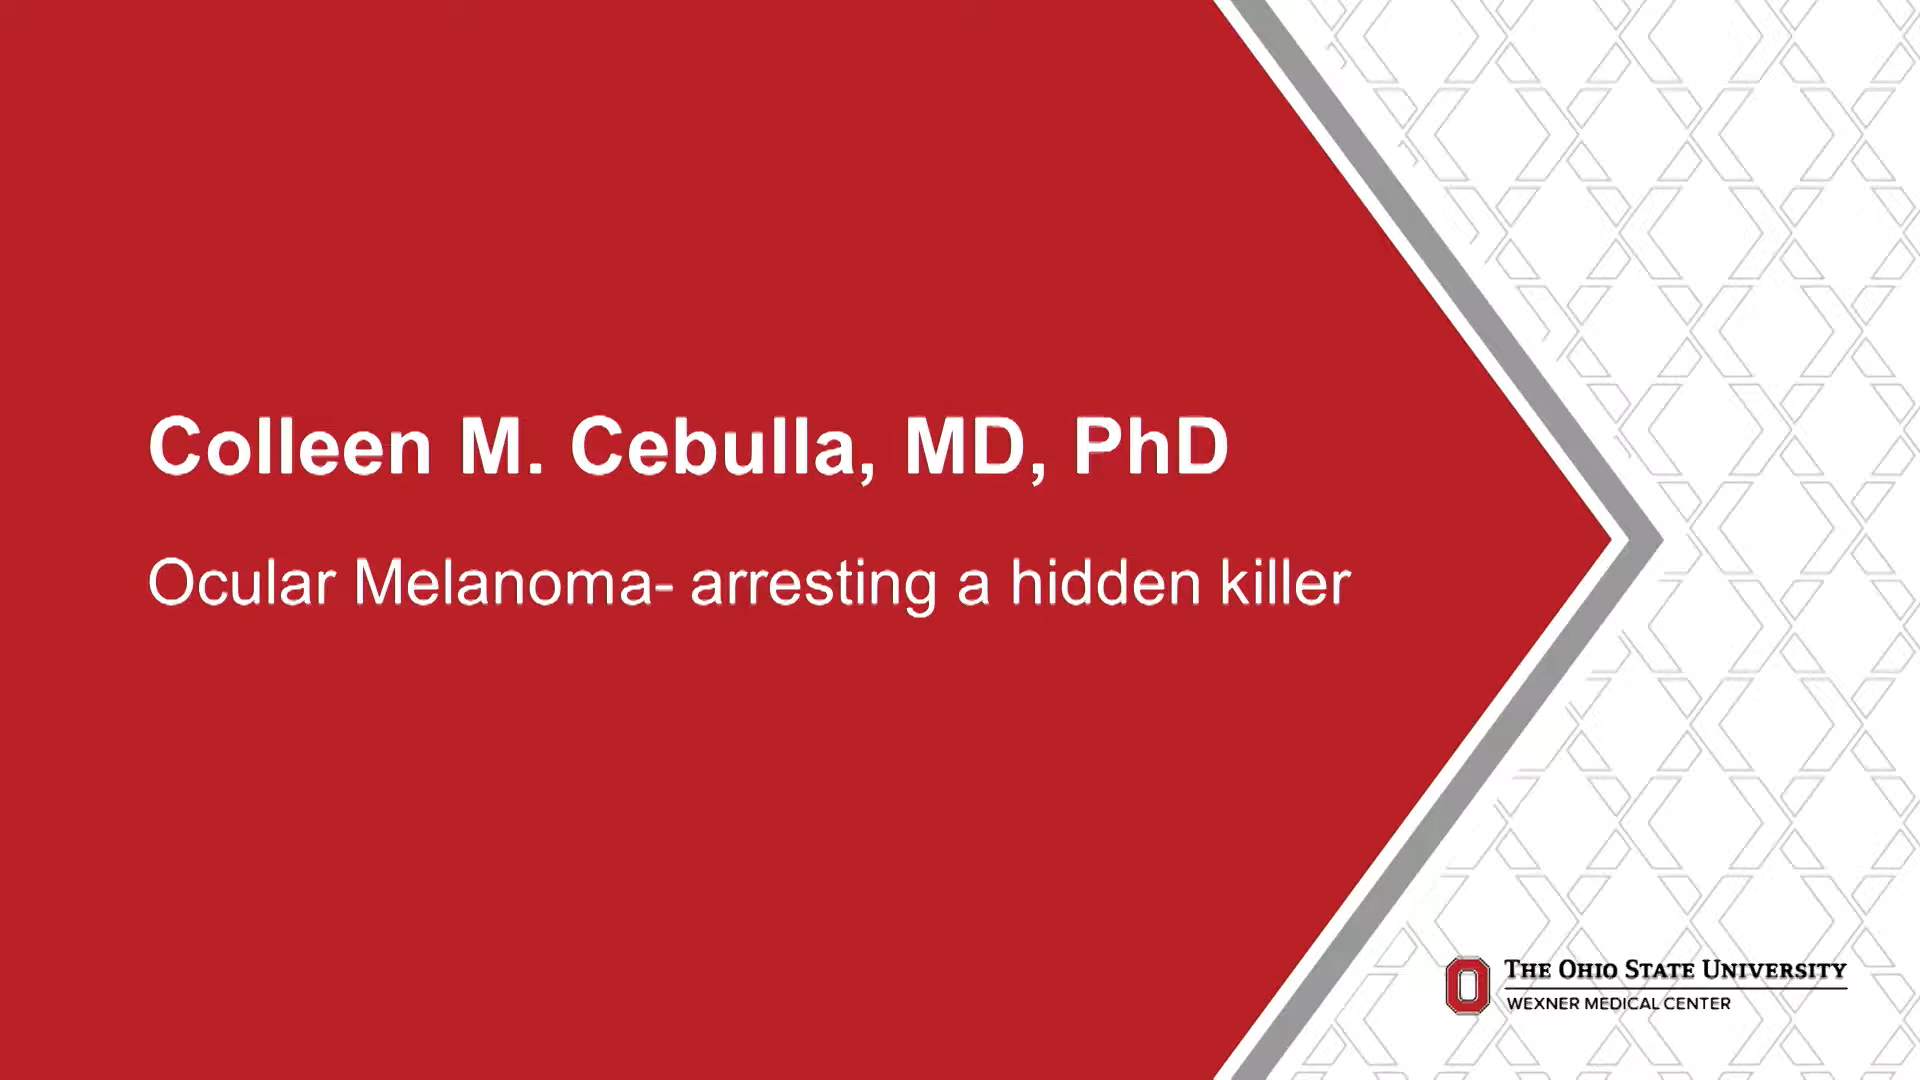 Colleen M. Cebulla, MD, PhD
Ocular Melanoma- arresting a hidden killer
THE OHIO STATE UNIVERSITY
WEXNER MEDICAL CENTER